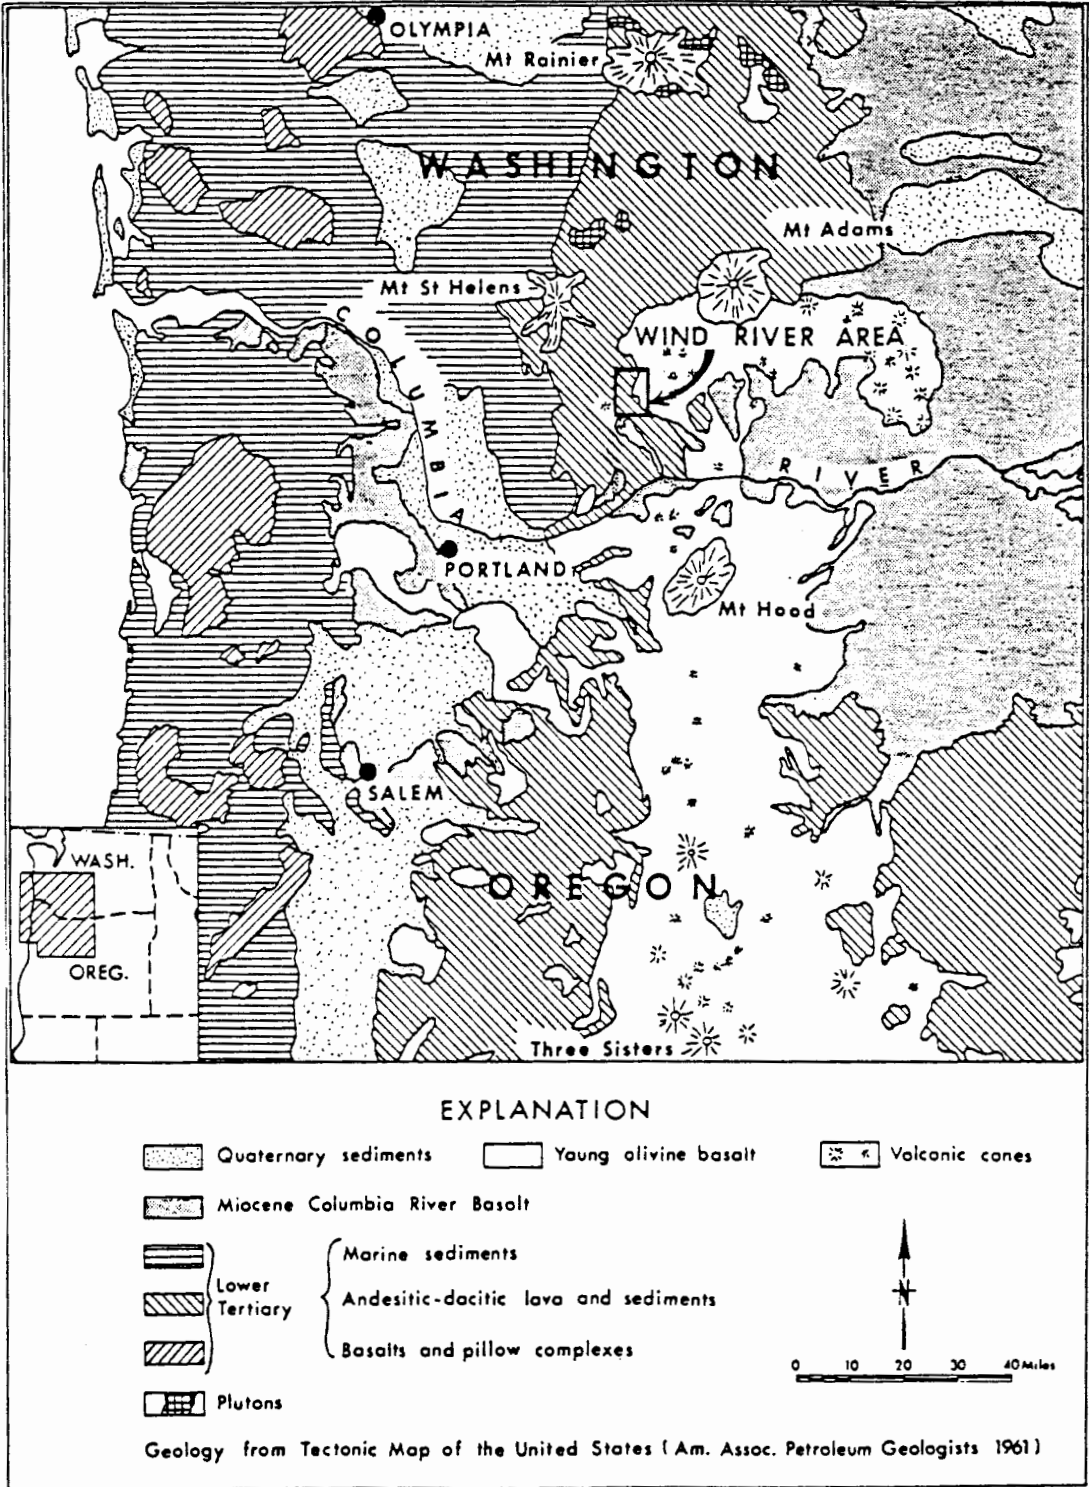 OLYMPIA
Mt Rainier
WASHINGTON
Mt Adams
Mt St Helens
WIND RIVER AREA
COLUMBIA
RIVER
PORTLAND
Mt Hood
SALEM
WASH.
OREGON
OREG.
Three Sisters
EXPLANATION
Quaternary sediments
Young olivine basalt
Volcanic cones
Miocene Columbia River Basalt
Marine sediments
Lower
Tertiary
Andesitic-dacitic lava and sediments
Basalts and pillow complexes
N
0 10 20 30 40 Miles
Plutons
Geology from Tectonic Map of the United States (Am. Assoc. Petroleum Geologists 1961)